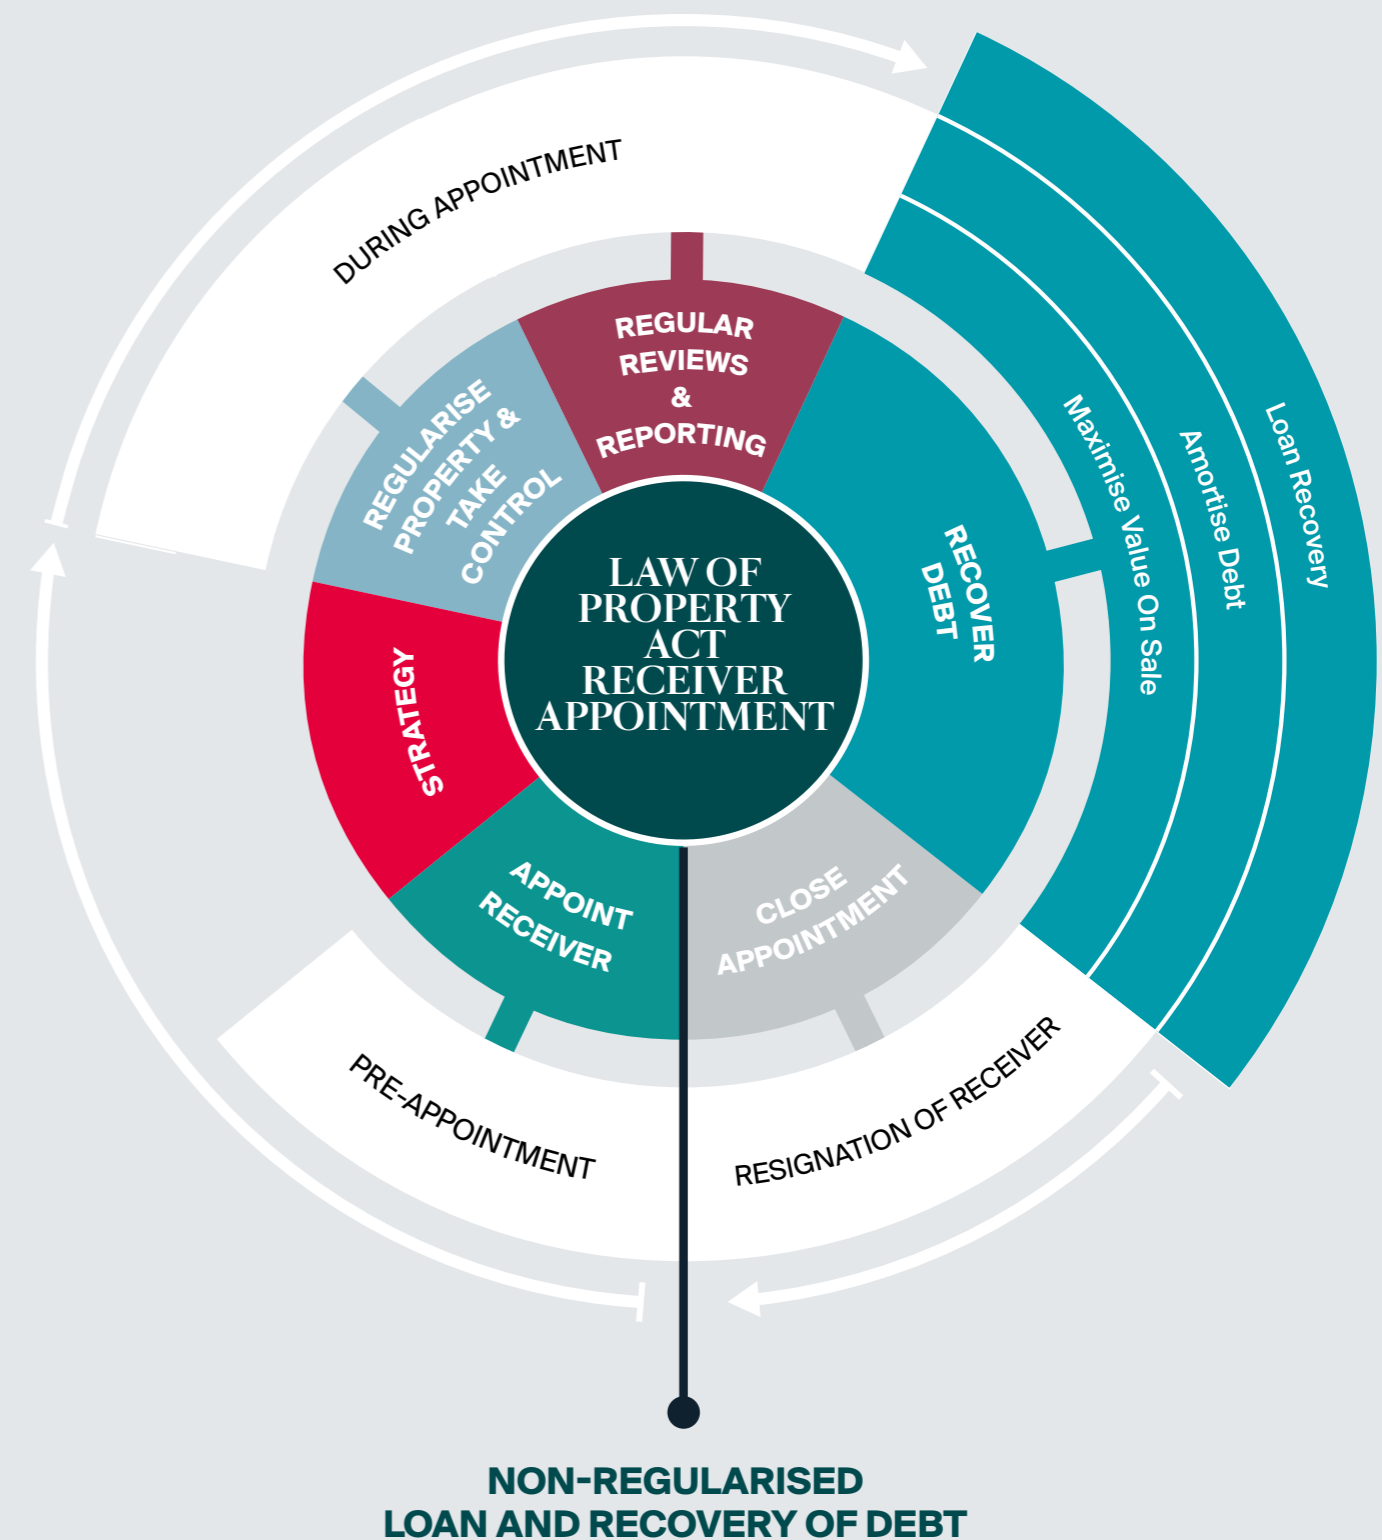 DURING APPOINTMENT
REGULAR
REVIEWS
&
REPORTING
REGULARISE
PROPERTY &
TAKE
CONTROL
STRATEGY
LAW OF
PROPERTY
ACT
RECEIVER
APPOINTMENT
RECOVER
DEBT
Maximise Value On Sale
Amortise Debt
Loan Recovery
APPOINT
RECEIVER
CLOSE
APPOINTMENT
PRE-APPOINTMENT
RESIGNATION OF RECEIVER
NON-REGULARISED
LOAN AND RECOVERY OF DEBT